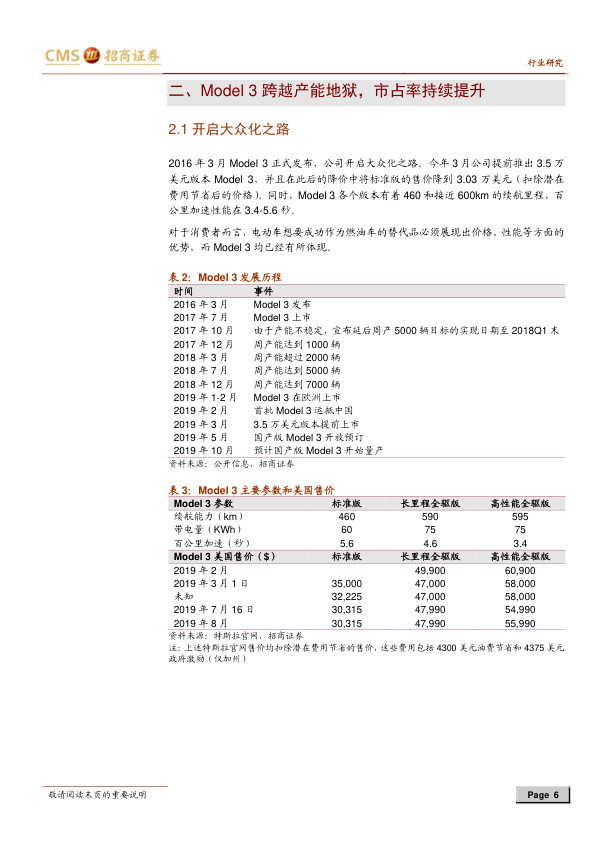 CMS 招商证券
行业研究
二、Model 3 跨越产能地狱，市占率持续提升
2.1 开启大众化之路
2016 年 3 月 Model 3 正式发布，公司开启大众化之路。今年 3 月公司提前推出 3.5 万
美元版本 Model 3，并且在此后的降价中将标准版的售价降到 3.03 万美元（扣除潜在
费用节省后的价格）。同时，Model 3 各个版本有着 460 和接近 600km 的续航里程，百
公里加速性能在 3.4-5.6 秒。
对于消费者而言，电动车想要成功作为燃油车的替代品必须展现出价格、性能等方面的
优势，而 Model 3 均已经有所体现。
表 2：Model 3 发展历程
时间 事件
2016 年 3 月 Model 3 发布
2017 年 7 月 Model 3 上市
2017 年 10 月 由于产能不稳定，宣布延后周产 5000 辆目标的实现日期至 2018Q1 末
2017 年 12 月 周产能达到 1000 辆
2018 年 3 月 周产能超过 2000 辆
2018 年 7 月 周产能达到 5000 辆
2018 年 12 月 周产能达到 7000 辆
2019 年 1-2 月 Model 3 在欧洲上市
2019 年 2 月 首批 Model 3 运抵中国
2019 年 3 月 3.5 万美元版本提前上市
2019 年 5 月 国产版 Model 3 开放预订
2019 年 10 月 预计国产版 Model 3 开始量产
资料来源：公开信息，招商证券
表 3：Model 3 主要参数和美国售价
Model 3 参数 标准版 长里程全驱版 高性能全驱版
续航能力（km） 460 590 595
带电量（KWh） 60 75 75
百公里加速（秒） 5.6 4.6 3.4
Model 3 美国售价（$） 标准版 长里程全驱版 高性能全驱版
2019 年 2 月 49,900 60,900
2019 年 3 月 1 日 35,000 47,000 58,000
未知 32,225 47,000 58,000
2019 年 7 月 16 日 30,315 47,990 54,990
2019 年 8 月 30,315 47,990 55,990
资料来源：特斯拉官网，招商证券
注：上述特斯拉官网售价均扣除潜在费用节省的售价，这些费用包括 4300 美元油费节省和 4375 美元
政府激励（仅加州）
敬请阅读末页的重要说明
Page 6